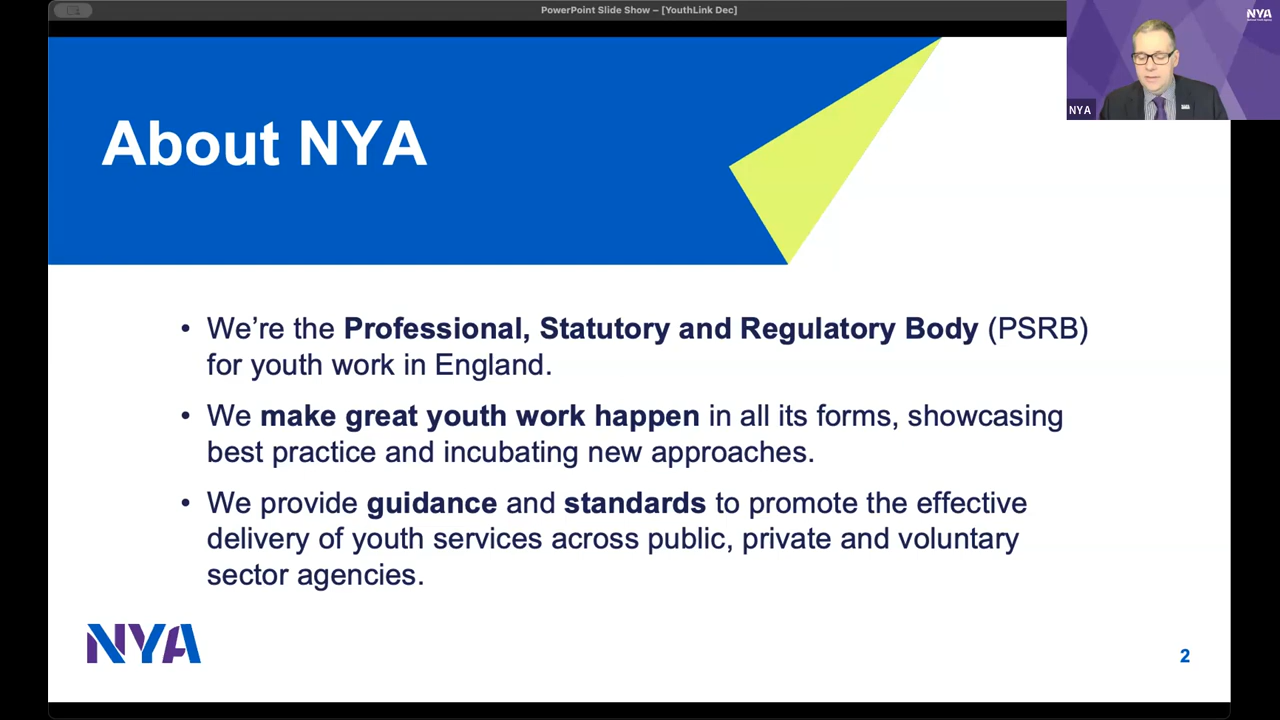 PowerPoint Slide Show – [YouthLink Dec]
NYA
NYA
About NYA
• We’re the Professional, Statutory and Regulatory Body (PSRB)
for youth work in England.
• We make great youth work happen in all its forms, showcasing
best practice and incubating new approaches.
• We provide guidance and standards to promote the effective
delivery of youth services across public, private and voluntary
sector agencies.
NYA
2